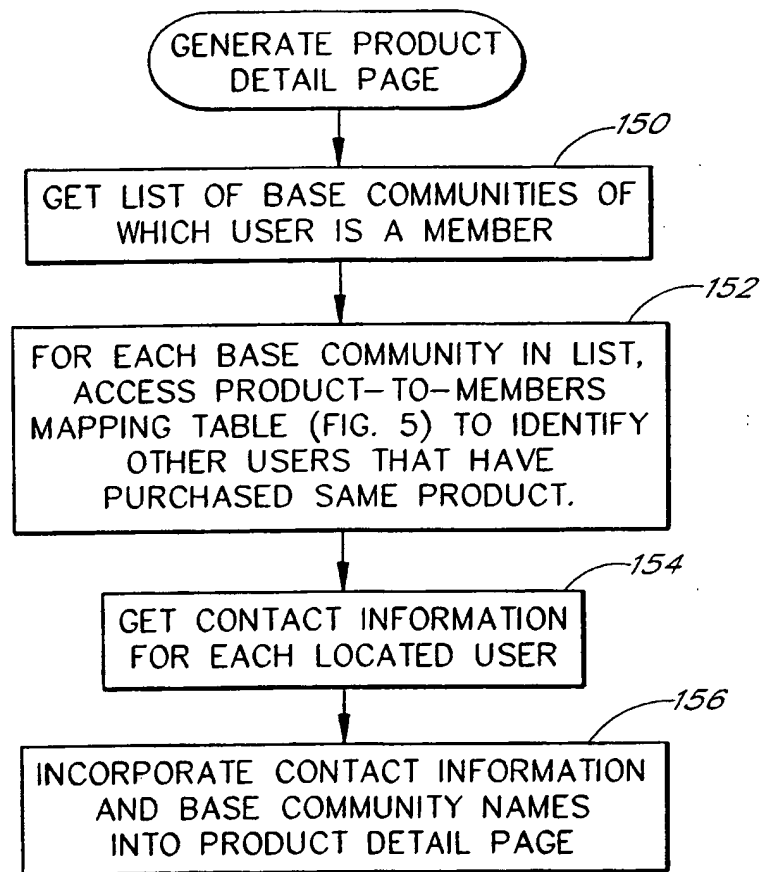 GENERATE PRODUCT
DETAIL PAGE
150
GET LIST OF BASE COMMUNITIES OF
WHICH USER IS A MEMBER
152
FOR EACH BASE COMMUNITY IN LIST,
ACCESS PRODUCT-TO-MEMBERS
MAPPING TABLE (FIG. 5) TO IDENTIFY
OTHER USERS THAT HAVE
PURCHASED SAME PRODUCT.
154
GET CONTACT INFORMATION
FOR EACH LOCATED USER
156
INCORPORATE CONTACT INFORMATION
AND BASE COMMUNITY NAMES
INTO PRODUCT DETAIL PAGE